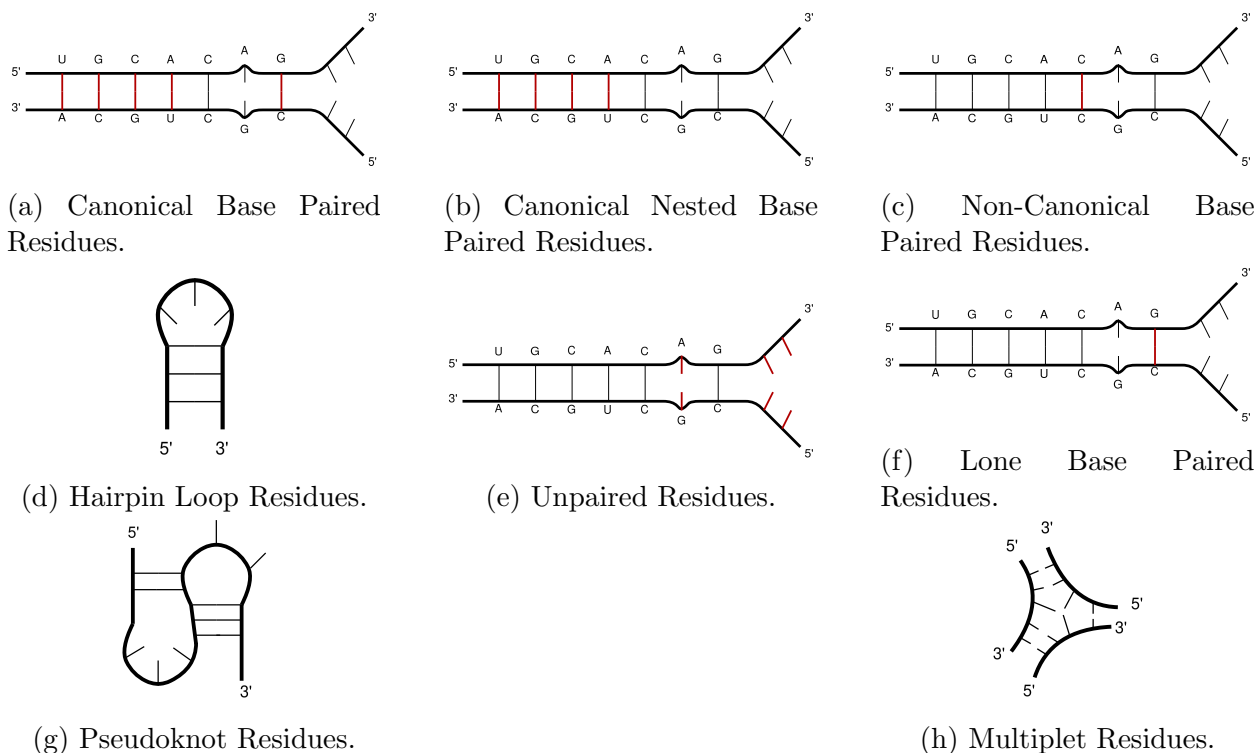 3'
U G C A C A G
5'
3'
A C G U C G C
5'
(a) Canonical Base Paired
Residues.
3'
U G C A C A G
5'
3'
A C G U C G C
5'
(b) Canonical Nested Base
Paired Residues.
3'
U G C A C A G
5'
3'
A C G U C G C
5'
(c) Non-Canonical Base
Paired Residues.
5' 3'
(d) Hairpin Loop Residues.
3'
U G C A C A G
5'
3'
A C G U C G C
5'
(e) Unpaired Residues.
3'
U G C A C A G
5'
3'
A C G U C G C
5'
(f) Lone Base Paired
Residues.
5'
3'
(g) Pseudoknot Residues.
3'
5'
5'
3'
3'
5'
(h) Multiplet Residues.